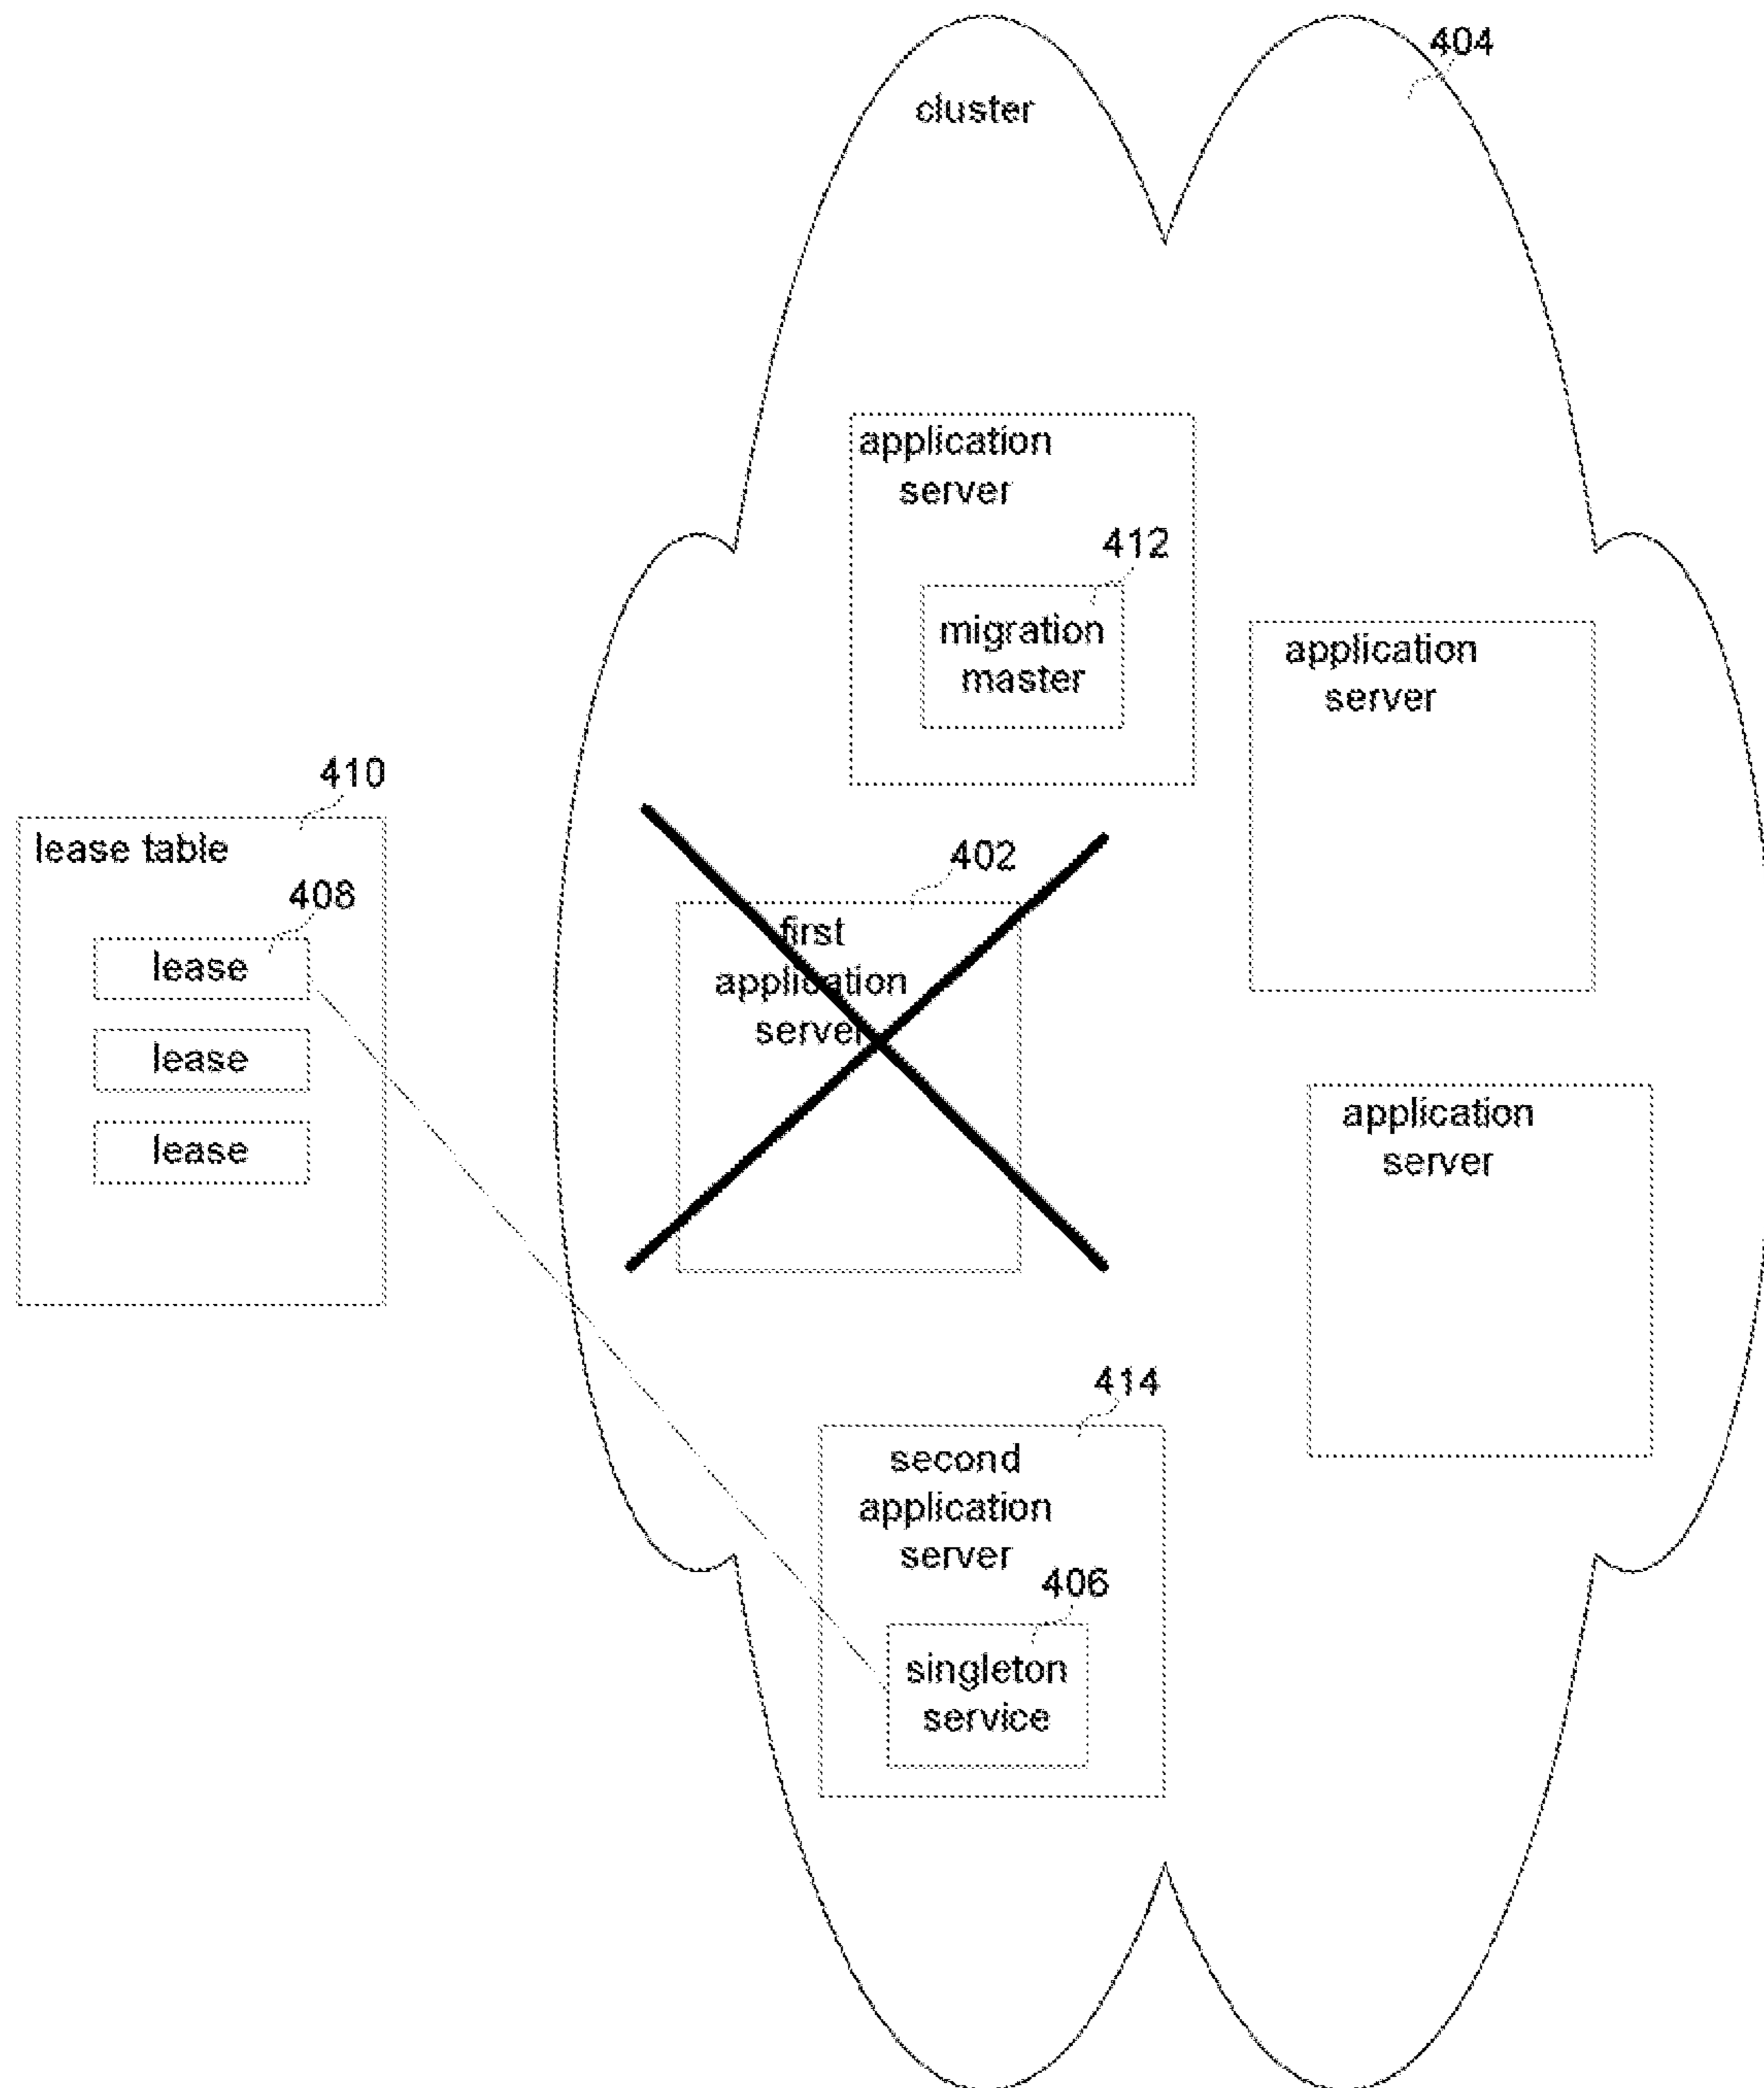 404
cluster
application
server
412
migration
master
application
server
410
lease table
408
lease
lease
lease
402
first
application
server
application
server
414
second
application
server
406
singleton
service